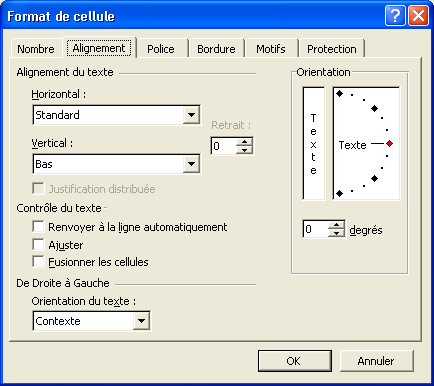 Format de cellule
Nombre Alignement Police Bordure Motifs Protection
Alignement du texte
Horizontal :
Standard
Retrait :
Vertical :
Bas
0
Justification distribuée
Contrôle du texte
Renvoyer à la ligne automatiquement
Ajuster
Fusionner les cellules
De Droite à Gauche
Orientation du texte :
Contexte
Orientation
Texte
Texte
0 degrés
OK Annuler